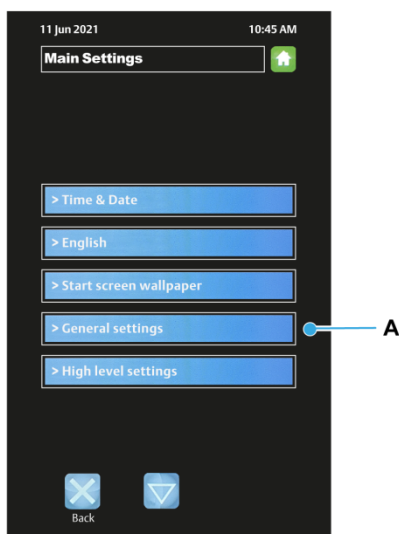 11 Jun 2021 10:45 AM
Main Settings
> Time & Date
> English
> Start screen wallpaper
> General settings
A
> High level settings
Back